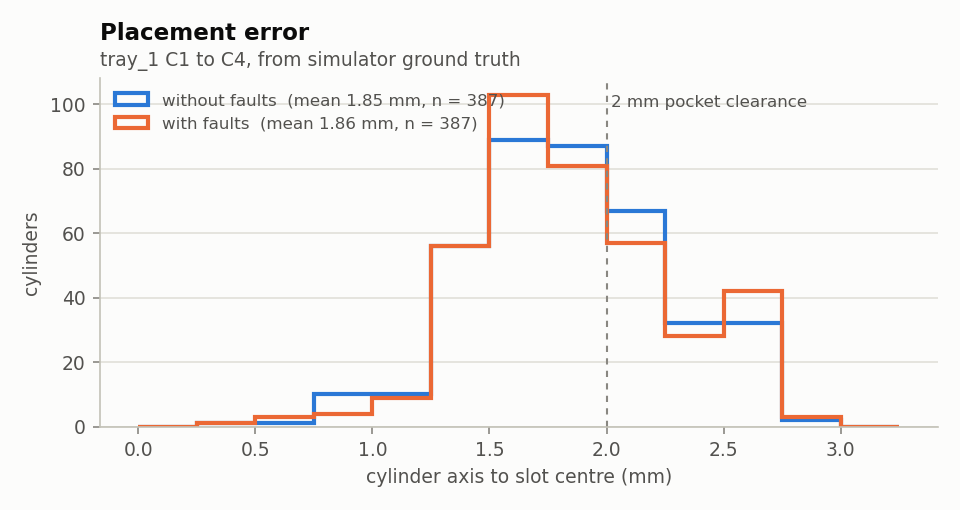 Placement error
tray_1 C1 to C4, from simulator ground truth
without faults  (mean 1.85 mm, n = 387)
with faults  (mean 1.86 mm, n = 387)
2 mm pocket clearance
cylinders
100
80
60
40
20
0
0.0 0.5 1.0 1.5 2.0 2.5 3.0
cylinder axis to slot centre (mm)